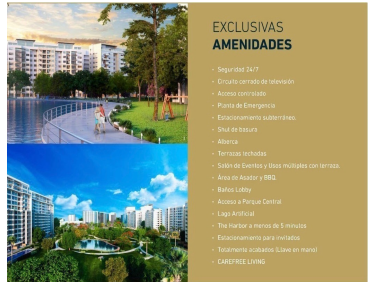 EXCLUSIVAS
AMENIDADES
- Seguridad 24/7
- Circuito cerrado de televisión
- Acceso controlado
- Planta de Emergencia
- Estacionamiento subterráneo.
- Shut de basura
- Alberca
- Terrazas techadas
- Salón de Eventos y Usos múltiples con terraza.
- Área de Asador y BBQ.
- Baños Lobby
- Acceso a Parque Central
- Lago Artificial
- The Harbor a menos de 5 minutos
- Estacionamiento para invitados
- Totalmente acabados (Llave en mano)
- CAREFREE LIVING